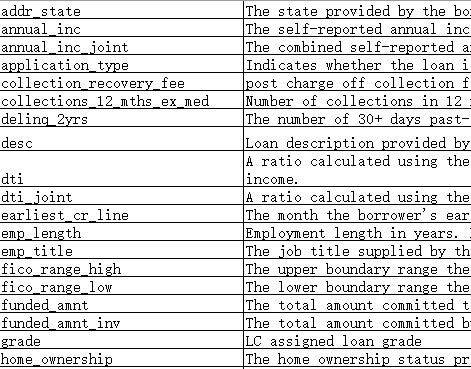 addr_state The state provided by the bo
annual_inc The self-reported annual inc
annual_inc_joint The combined self-reported a
application_type Indicates whether the loan i
collection_recovery_fee post charge off collection f
collections_12_mths_ex_med Number of collections in 12 m
delinq_2yrs The number of 30+ days past-
desc Loan description provided by
A ratio calculated using the
dti income.
dti_joint A ratio calculated using the
earliest_cr_line The month the borrower's ear
emp_length Employment length in years.
emp_title The job title supplied by th
fico_range_high The upper boundary range the
fico_range_low The lower boundary range the
funded_amnt The total amount committed t
funded_amnt_inv The total amount committed by
grade LC assigned loan grade
home_ownership The home ownership status pr